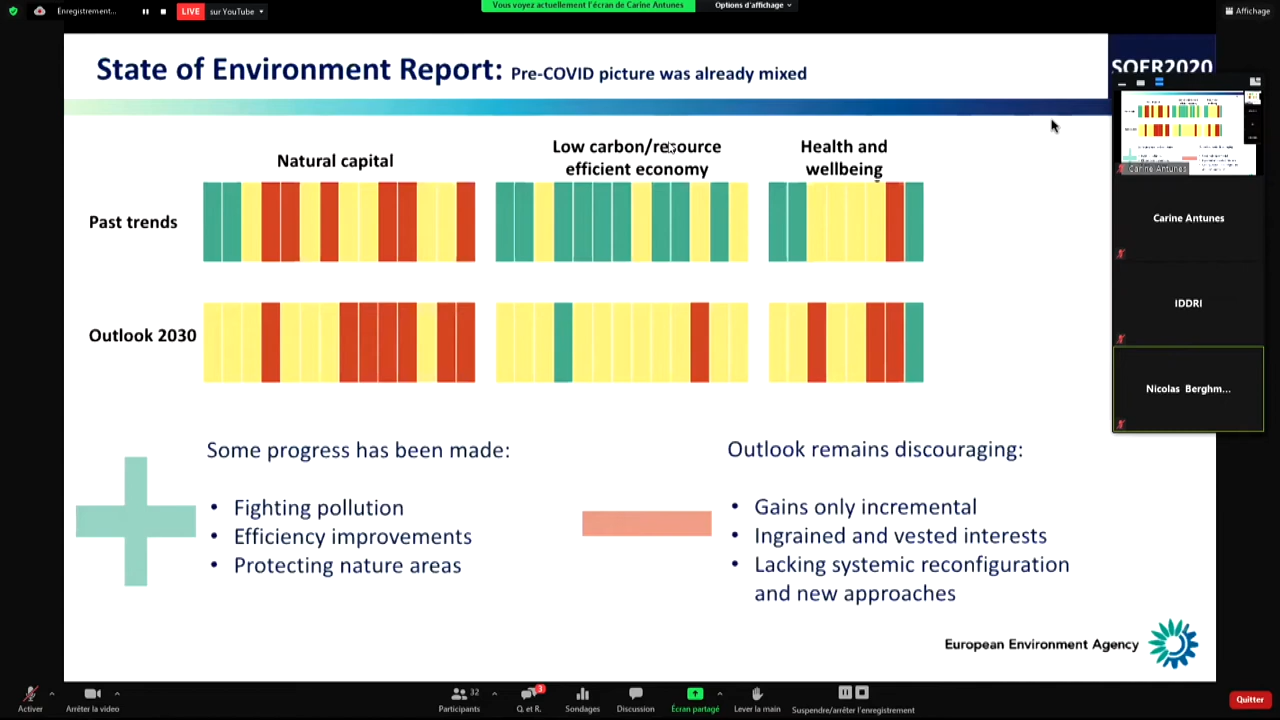 Enregistrement...
LIVE
sur YouTube
Vous voyez actuellement l'écran de Carine Antunes
Options d'affichage
Affichage
State of Environment Report: Pre-COVID picture was already mixed
SOER2020
Natural capital
Low carbon/resource
efficient economy
Health and
wellbeing
Past trends
Outlook 2030
Carine Antunes
Carine Antunes
IDDRI
Nicolas Berghm...
Some progress has been made:
• Fighting pollution
• Efficiency improvements
• Protecting nature areas
Outlook remains discouraging:
• Gains only incremental
• Ingrained and vested interests
• Lacking systemic reconfiguration
and new approaches
European Environment Agency
Activer
Arrêter la vidéo
32
Participants
3
Q. et R.
Sondages
Discussion
Écran partagé
Lever la main
Suspendre/arrêter l'enregistrement
Quitter